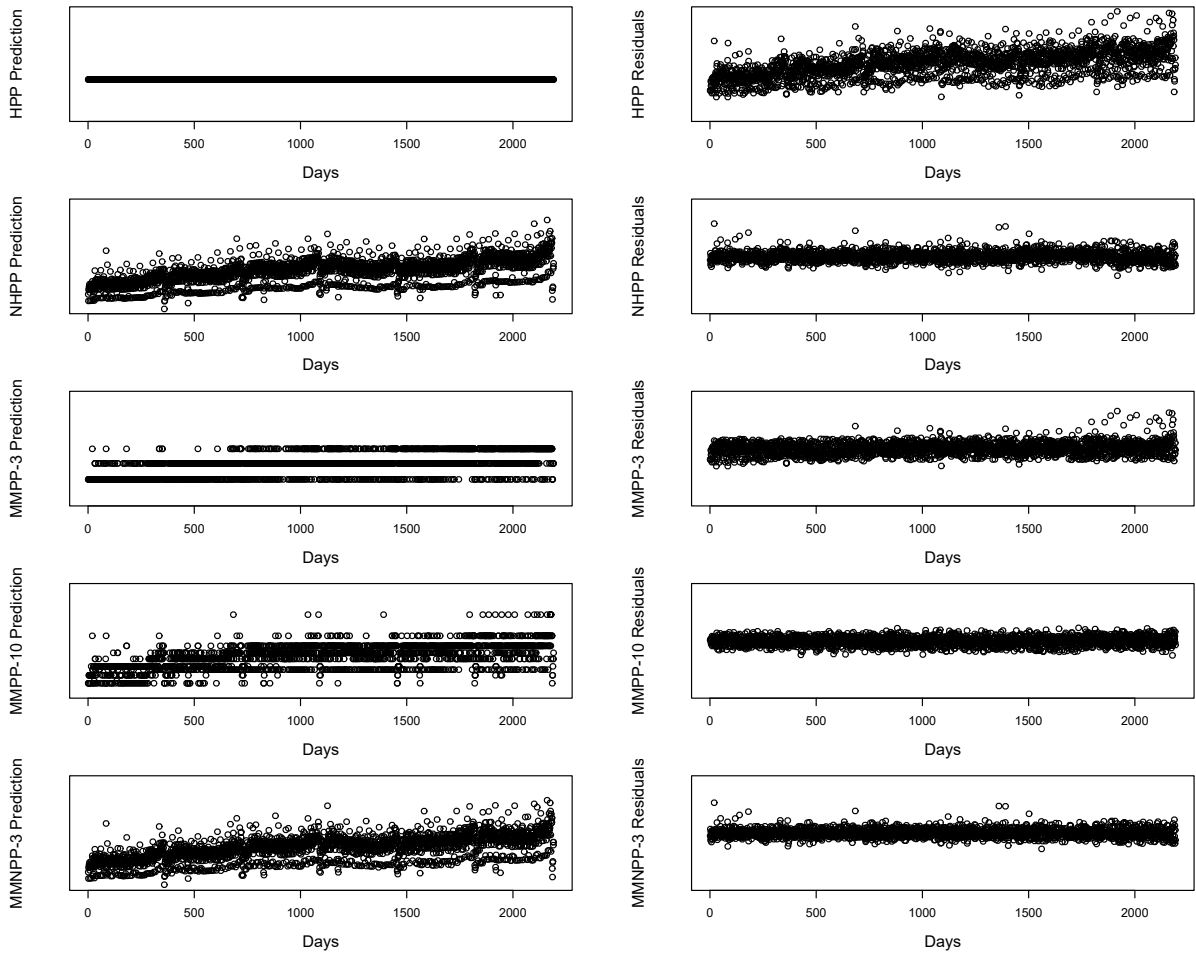 HPP Prediction
0 500 1000 1500 2000
Days
HPP Residuals
0 500 1000 1500 2000
Days
NHPP Prediction
0 500 1000 1500 2000
Days
NHPP Residuals
0 500 1000 1500 2000
Days
MMPP-3 Prediction
0 500 1000 1500 2000
Days
MMPP-3 Residuals
0 500 1000 1500 2000
Days
MMPP-10 Prediction
0 500 1000 1500 2000
Days
MMPP-10 Residuals
0 500 1000 1500 2000
Days
MMNPP-3 Prediction
0 500 1000 1500 2000
Days
MMNPP-3 Residuals
0 500 1000 1500 2000
Days